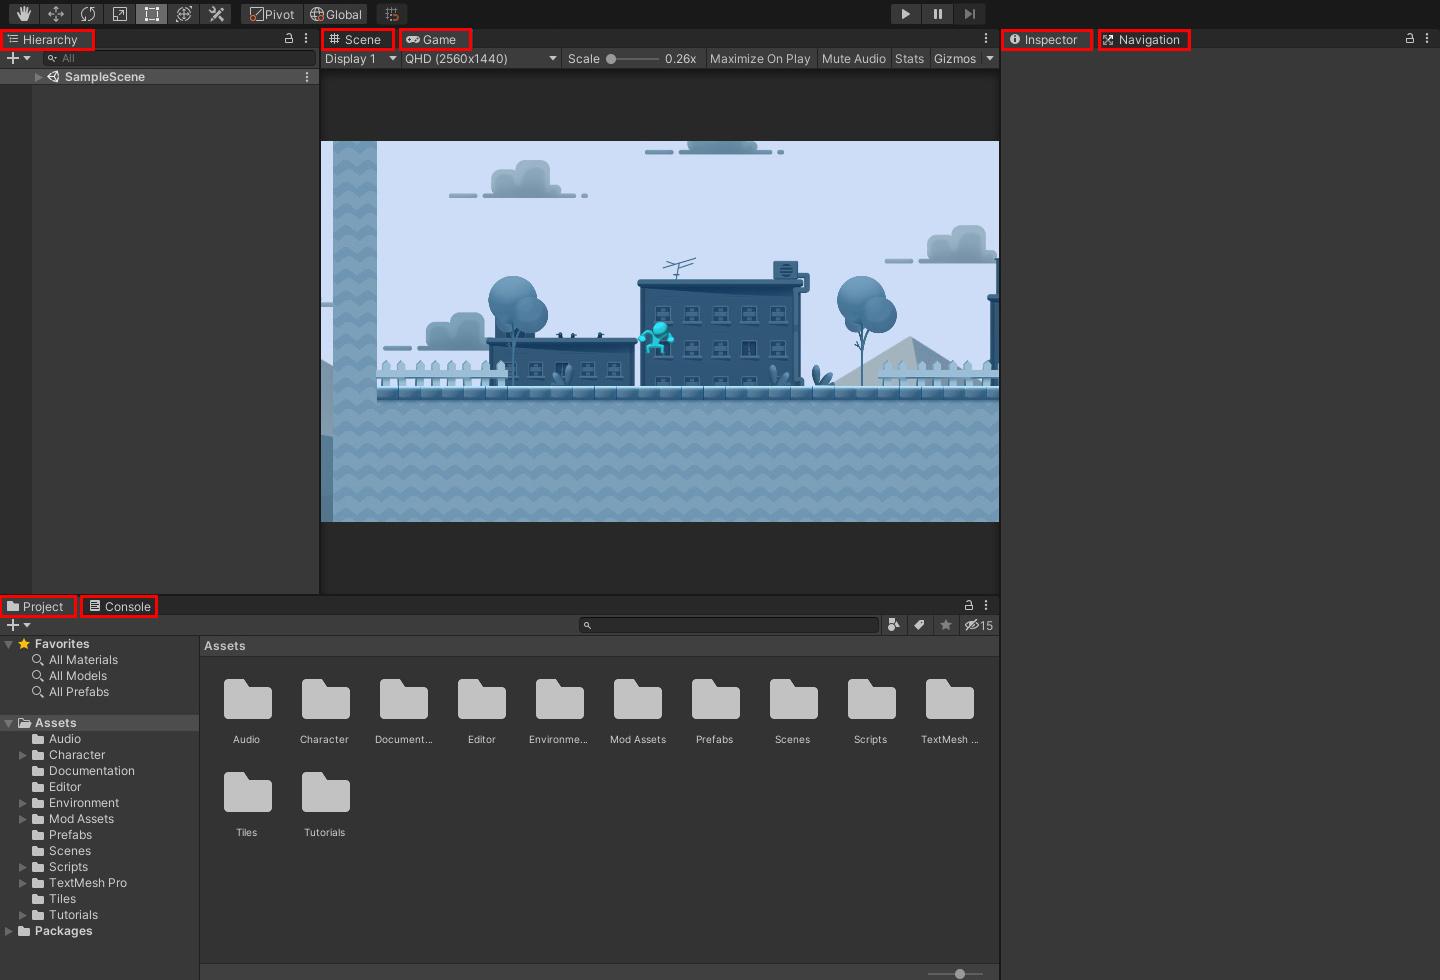 Pivot Global
Hierarchy
All
SampleScene
Scene Game
Display 1 QHD (2560x1440) Scale 0.26x Maximize On Play Mute Audio Stats Gizmos
Inspector Navigation
Project Console
15
Favorites
All Materials
All Models
All Prefabs
Assets
Audio
Character
Documentation
Editor
Environment
Mod Assets
Prefabs
Scenes
Scripts
TextMesh Pro
Tiles
Tutorials
Packages
Assets
Audio Character Document... Editor Environme... Mod Assets Prefabs Scenes Scripts TextMesh ...
Tiles Tutorials